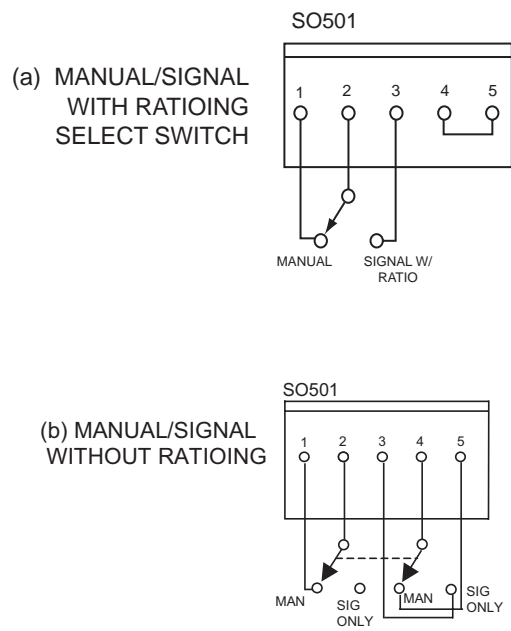 SO501
(a) MANUAL/SIGNAL
WITH RATIOING
SELECT SWITCH
1 2 3 4 5
MANUAL SIGNAL W/
RATIO
SO501
(b) MANUAL/SIGNAL
WITHOUT RATIOING
1 2 3 4 5
MAN SIG
ONLY
MAN SIG
ONLY